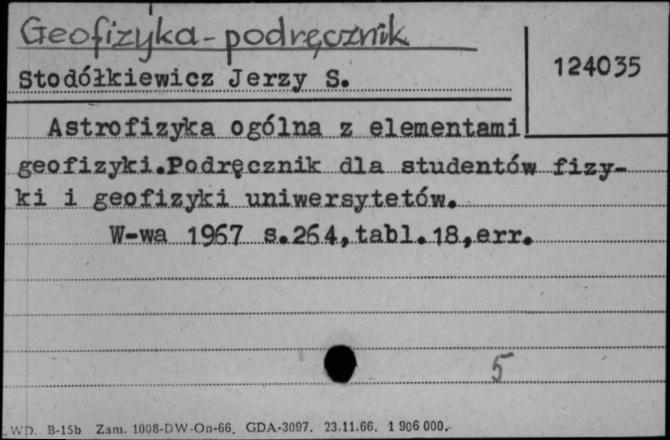 Geofizyka-podręcznik
Stodółkiewicz Jerzy S.
124035
Astrofizyka ogólna z elementami
geofizyki.Podręcznik dla studentów fizy-
ki i geofizyki uniwersytetów.
W-wa 1967 s.264,tabl.18,err.
5
WD. B-15b Zam. 1008-DW-On-66. GDA-3097. 23.11.66. 1 906 000.